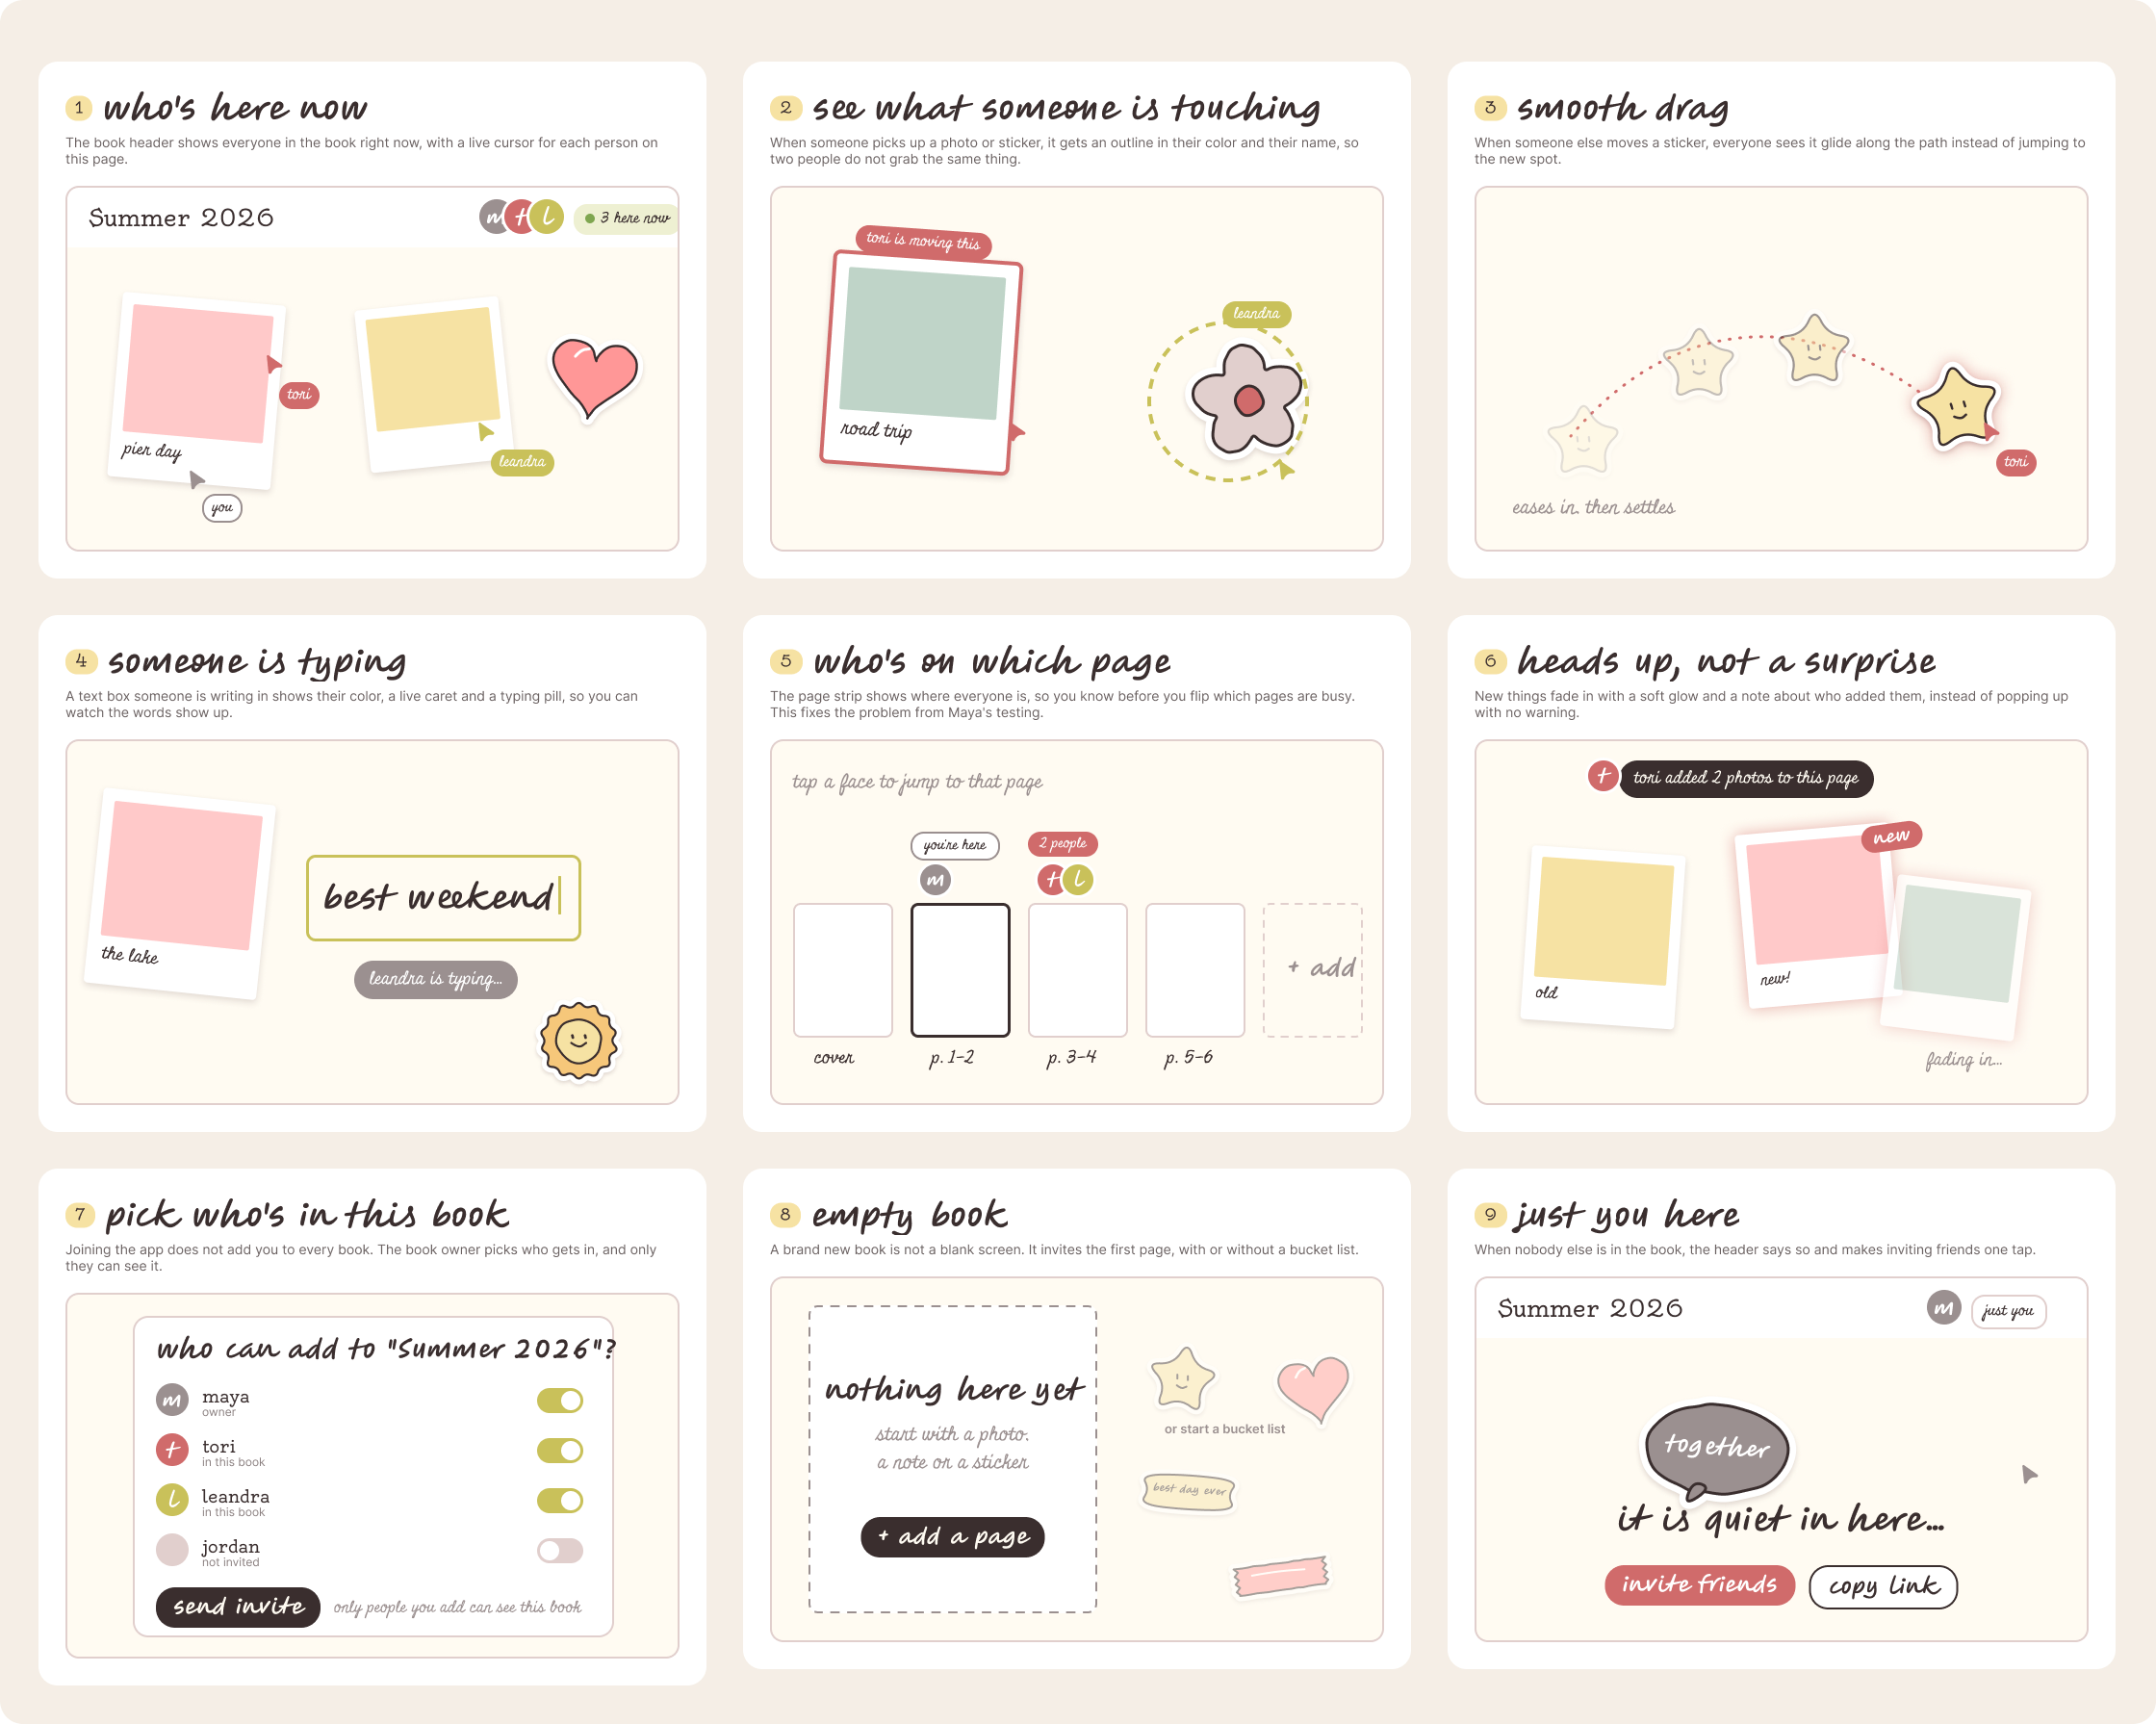 1 who's here now
The book header shows everyone in the book right now, with a live cursor for each person on
this page.
Summer 2026
m t l
3 here now
tori
pier day
leandra
you
2 see what someone is touching
When someone picks up a photo or sticker, it gets an outline in their color and their name, so
two people do not grab the same thing.
tori is moving this
leandra
road trip
3 smooth drag
When someone else moves a sticker, everyone sees it glide along the path instead of jumping to
the new spot.
tori
eases in, then settles
4 someone is typing
A text box someone is writing in shows their color, a live caret and a typing pill, so you can
watch the words show up.
best weekend
the lake
leandra is typing...
5 who's on which page
The page strip shows where everyone is, so you know before you flip which pages are busy.
This fixes the problem from Maya's testing.
tap a face to jump to that page
you're here
2 people
m
t l
+ add
cover
p. 1-2
p. 3-4
p. 5-6
6 heads up, not a surprise
New things fade in with a soft glow and a note about who added them, instead of popping up
with no warning.
t
tori added 2 photos to this page
new
old
new!
fading in...
7 pick who's in this book
Joining the app does not add you to every book. The book owner picks who gets in, and only
they can see it.
who can add to "Summer 2026"?
m
maya
owner
t
tori
in this book
l
leandra
in this book
jordan
not invited
send invite
only people you add can see this book
8 empty book
A brand new book is not a blank screen. It invites the first page, with or without a bucket list.
nothing here yet
start with a photo,
a note or a sticker
+ add a page
or start a bucket list
best day ever
9 just you here
When nobody else is in the book, the header says so and makes inviting friends one tap.
Summer 2026
m
just you
together
it is quiet in here...
invite friends
copy link